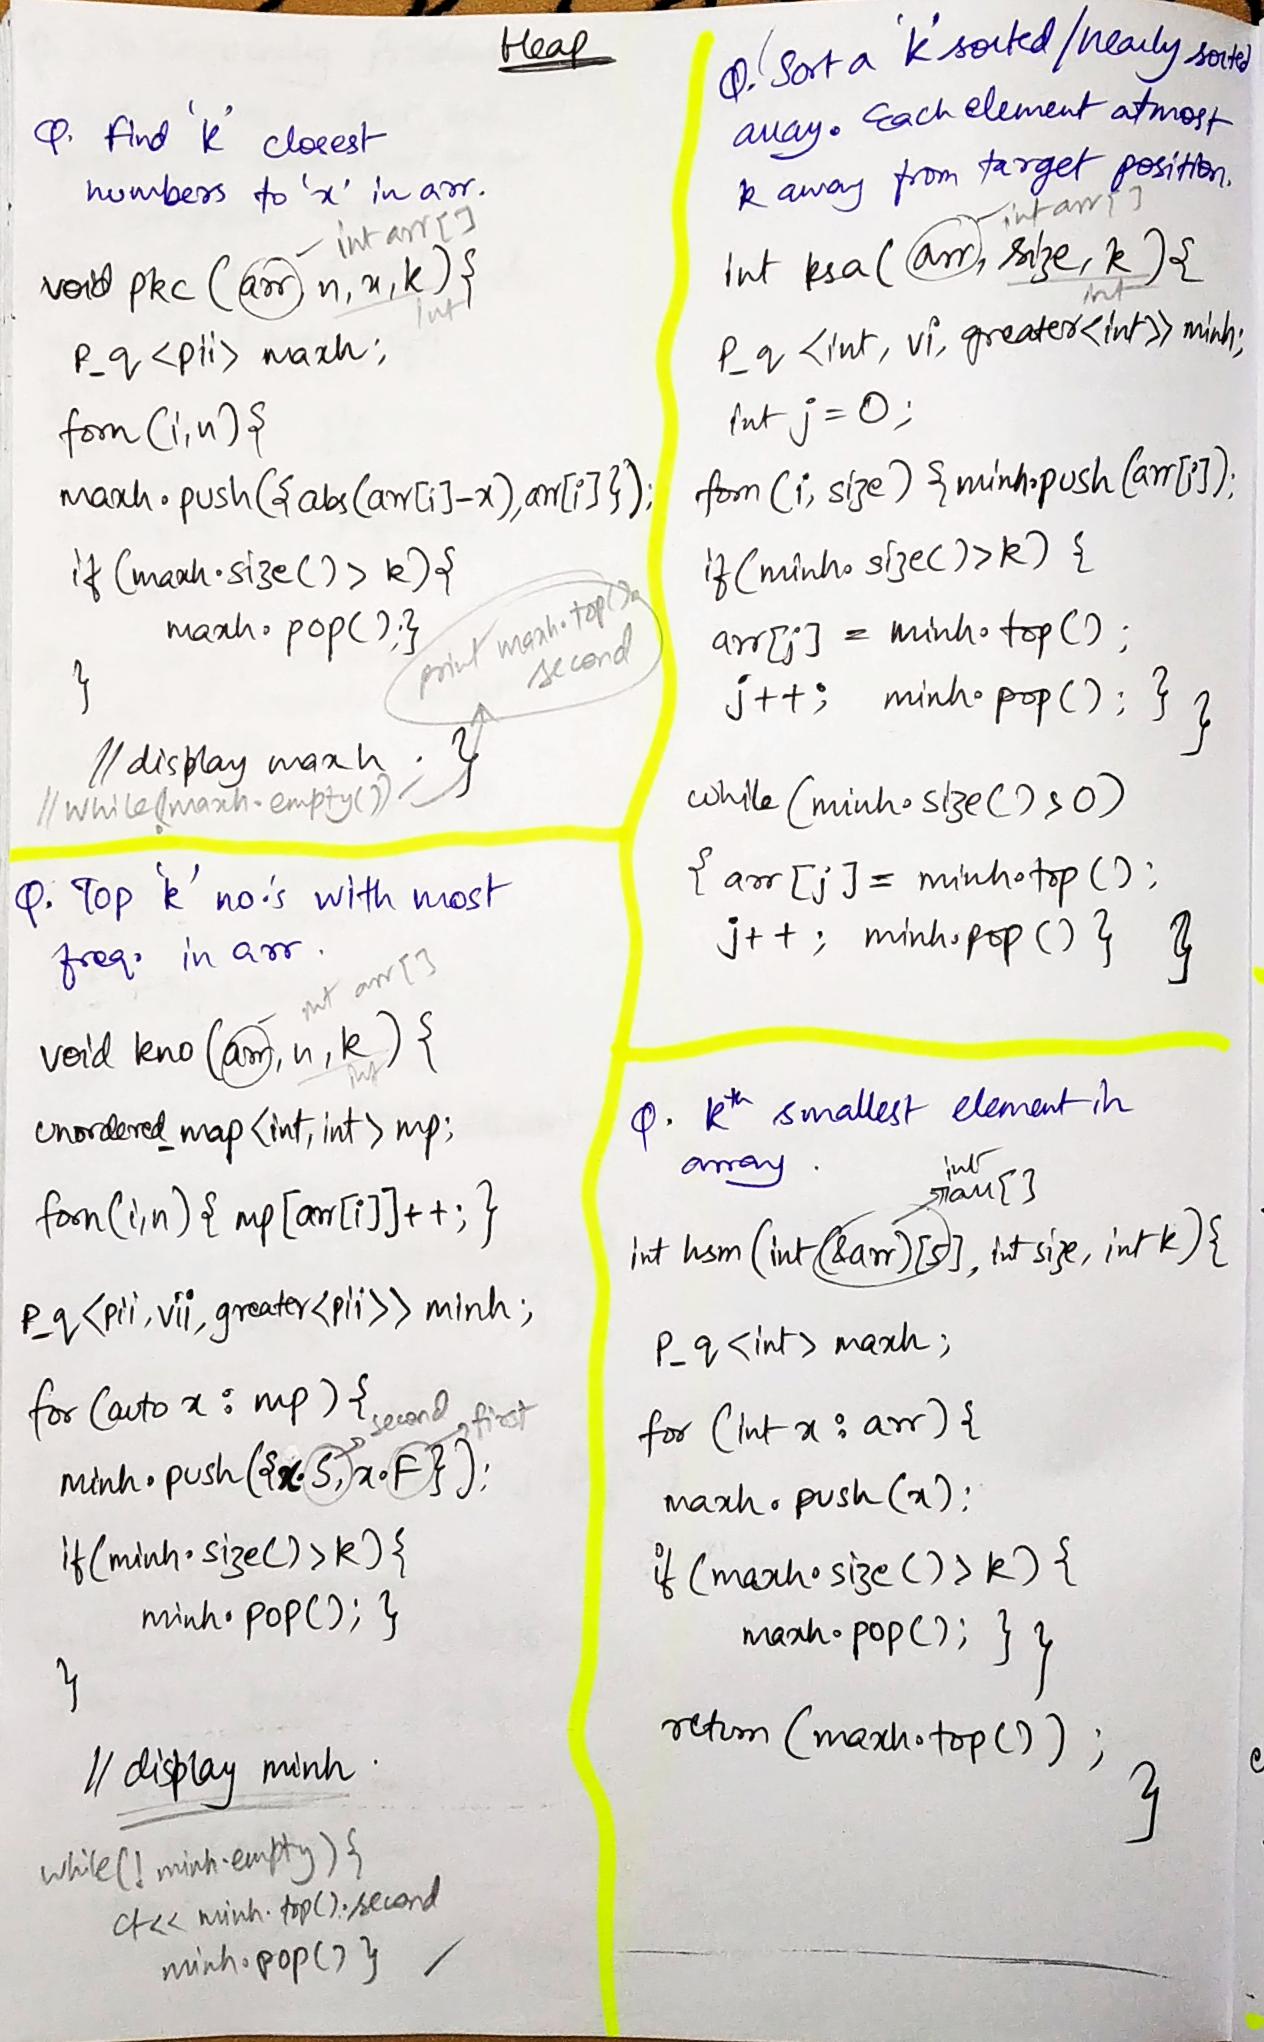 Heap
Q. Find 'k' closest
numbers to 'x' in arr.
int arr[]
void pkc (arr, n, x, k){
int
P_q <pii> maxh;
forn (i,n){
maxh.push({abs(arr[i]-x),arr[i]});
if (maxh.size() > k){
maxh.pop();}
}
print maxh.top().
second
// display maxh . }
// while(!maxh.empty())
Q. Top 'k' no.s with most
freq. in arr.
int arr[]
void kno (arr, n, k) {
int
unordered_map <int, int> mp;
forn(i,n) { mp[arr[i]]++; }
P_q <pii, vii, greater<pii>> minh;
for (auto x : mp) {
second first
minh.push({x.S, x.F});
if(minh.size() > k){
minh.pop(); }
}
// display minh .
while(! minh.empty){
ct<< minh.top().second
minh.pop() }
Q. Sort a 'k' sorted/nearly sorted
array. Each element atmost
k away from target position.
int arr[]
int ksa( arr, size, k ){
int
P_q <int, vi, greater<int>> minh;
int j = 0;
forn (i, size) { minh.push (arr[i]);
if(minh.size()>k) {
arr[j] = minh.top();
j++; minh.pop(); } }
while (minh.size()>0)
{ arr[j] = minh.top();
j++; minh.pop() } }
Q. kth smallest element in
array .
int
arr[]
int hsm (int (&arr)[5], int size, int k){
P_q <int> maxh;
for (int x : arr) {
maxh.push(x);
if (maxh.size() > k) {
maxh.pop(); } }
return (maxh.top()) ;
}